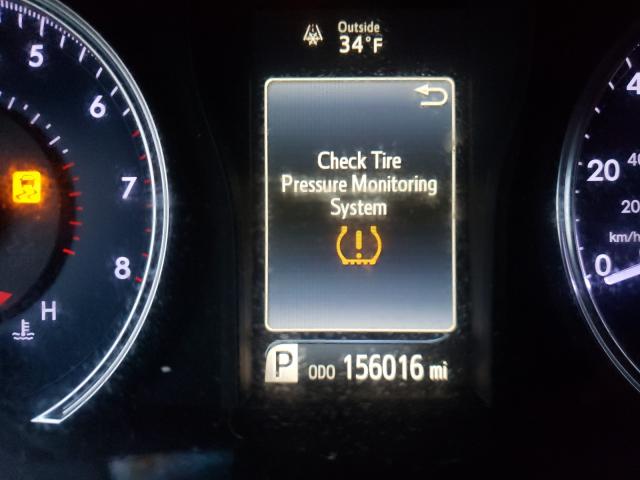 Outside
34°F
Check Tire
Pressure Monitoring
System
P ODO 156016 mi
5
6
7
8
H
4
20
40
20
km/h
0